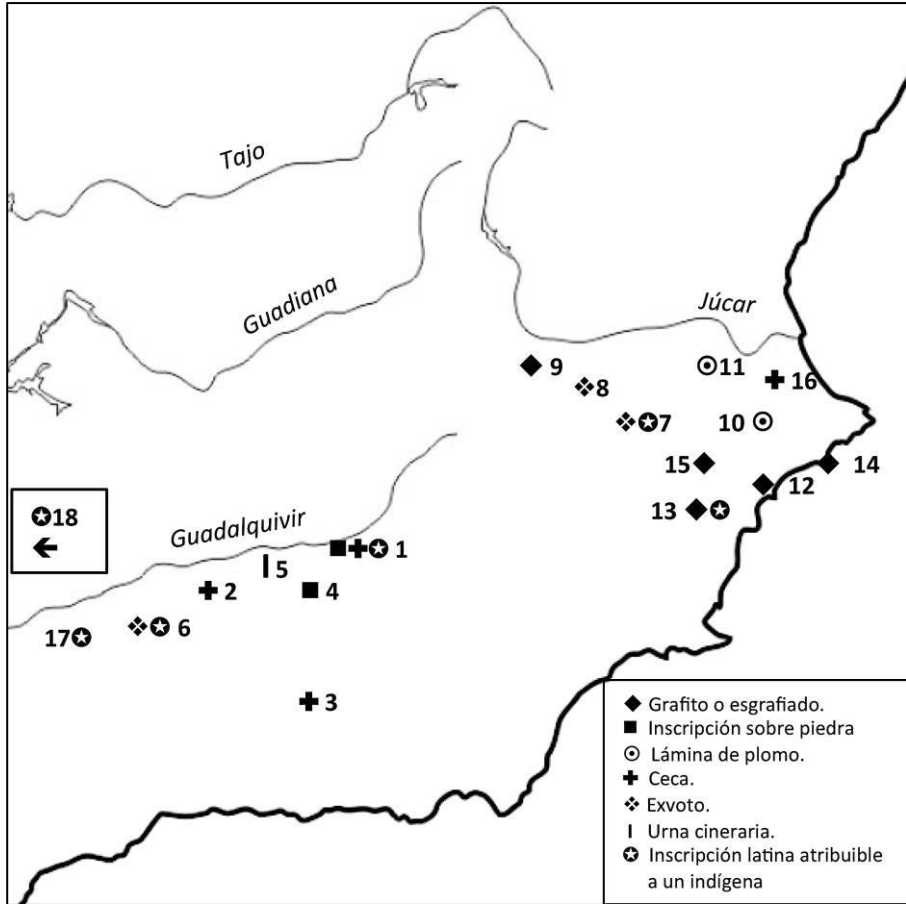 Tajo
Guadiana
Júcar
9
11
8
16
7
10
15
14
12
13
18
Guadalquivir
1
5
2
4
6
17
3
Grafito o esgrafiado.
Inscripción sobre piedra
Lámina de plomo.
Ceca.
Exvoto.
Urna cineraria.
Inscripción latina atribuible
a un indígena